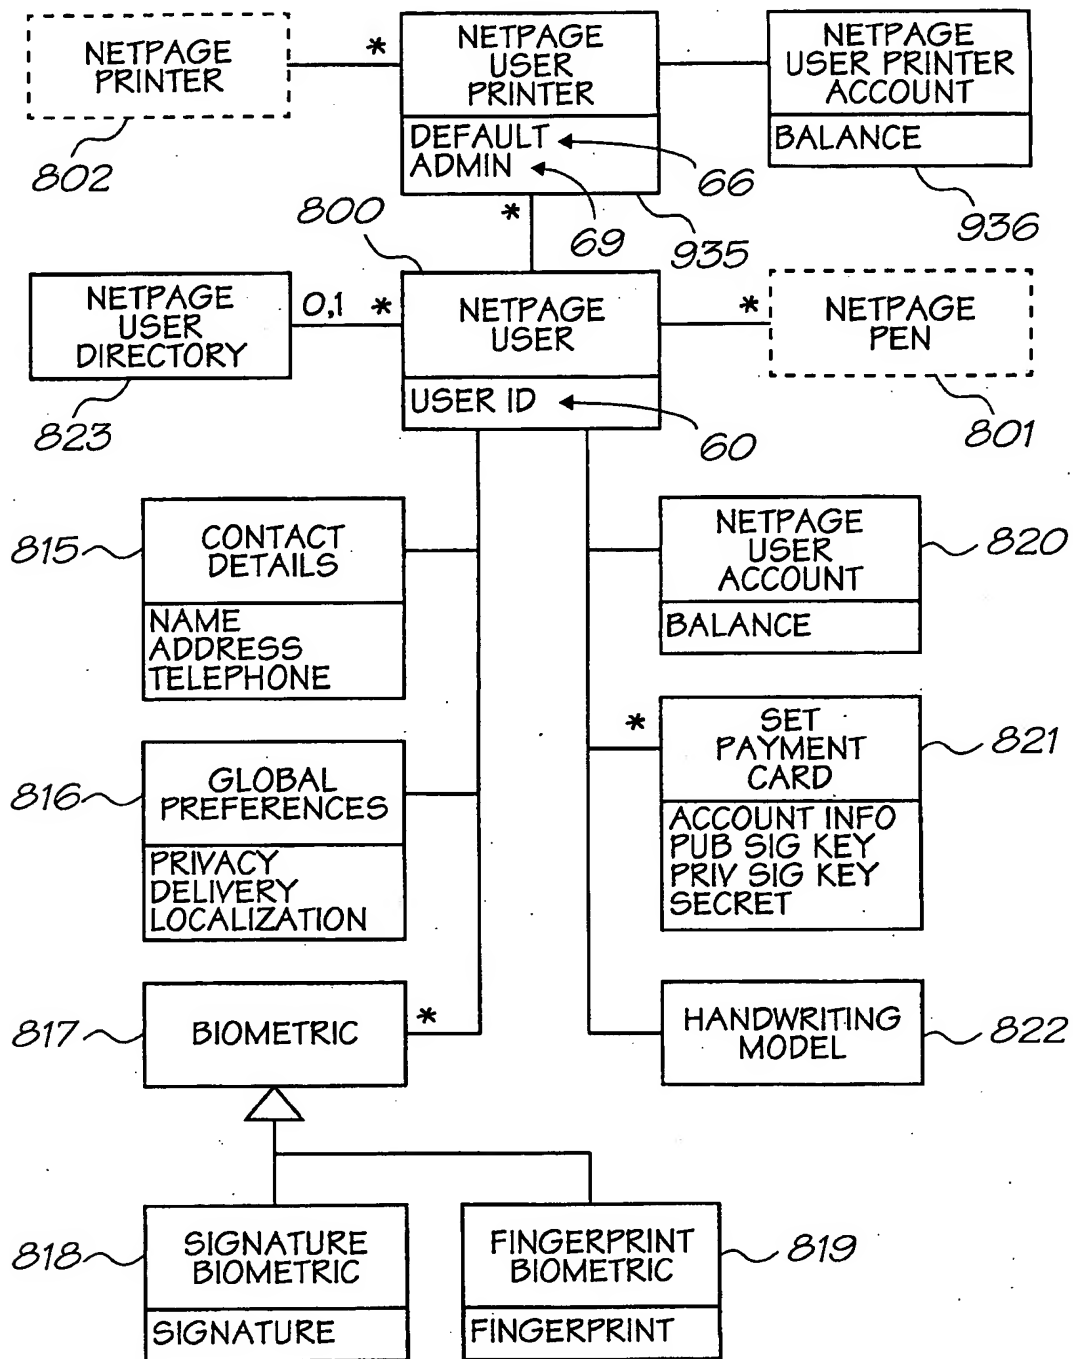 NETPAGE
PRINTER
802
*
NETPAGE
USER
PRINTER
DEFAULT
ADMIN
66
69
935
NETPAGE
USER PRINTER
ACCOUNT
BALANCE
936
*
800
NETPAGE
USER
DIRECTORY
823
0,1
*
NETPAGE
USER
USER ID
60
*
NETPAGE
PEN
801
815
CONTACT
DETAILS
NAME
ADDRESS
TELEPHONE
NETPAGE
USER
ACCOUNT
BALANCE
820
816
GLOBAL
PREFERENCES
PRIVACY
DELIVERY
LOCALIZATION
*
SET
PAYMENT
CARD
ACCOUNT INFO
PUB SIG KEY
PRIV SIG KEY
SECRET
821
817
BIOMETRIC
*
HANDWRITING
MODEL
822
818
SIGNATURE
BIOMETRIC
SIGNATURE
FINGERPRINT
BIOMETRIC
FINGERPRINT
819